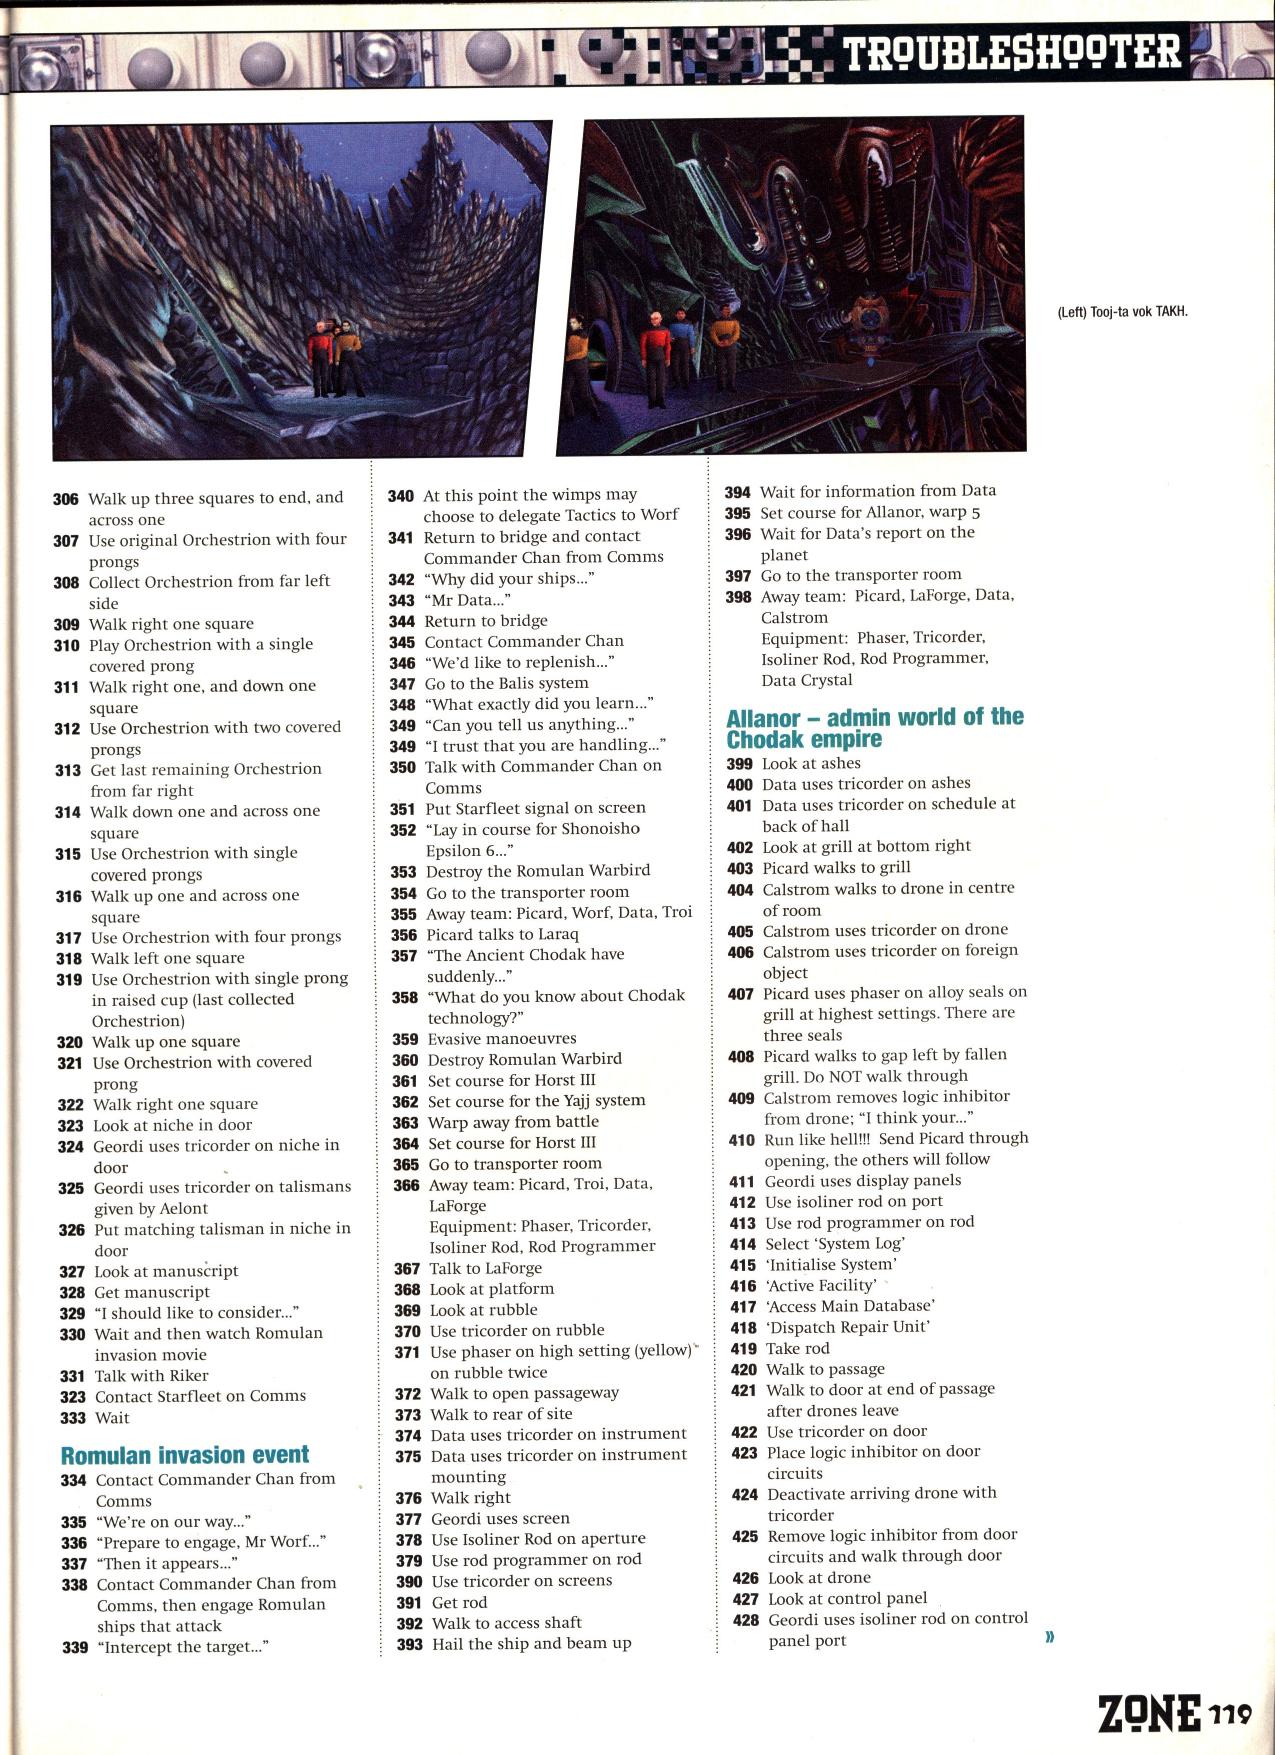 TROUBLESHOOTER
(Left) Tooj-ta vok TAKH.
306 Walk up three squares to end, and
across one
307 Use original Orchestrion with four
prongs
308 Collect Orchestrion from far left
side
309 Walk right one square
310 Play Orchestrion with a single
covered prong
311 Walk right one, and down one
square
312 Use Orchestrion with two covered
prongs
313 Get last remaining Orchestrion
from far right
314 Walk down one and across one
square
315 Use Orchestrion with single
covered prongs
316 Walk up one and across one
square
317 Use Orchestrion with four prongs
318 Walk left one square
319 Use Orchestrion with single prong
in raised cup (last collected
Orchestrion)
320 Walk up one square
321 Use Orchestrion with covered
prong
322 Walk right one square
323 Look at niche in door
324 Geordi uses tricorder on niche in
door
325 Geordi uses tricorder on talismans
given by Aelont
326 Put matching talisman in niche in
door
327 Look at manuscript
328 Get manuscript
329 “I should like to consider...”
330 Wait and then watch Romulan
invasion movie
331 Talk with Riker
323 Contact Starfleet on Comms
333 Wait
Romulan invasion event
334 Contact Commander Chan from
Comms
335 “We're on our way...”
336 “Prepare to engage, Mr Worf...”
337 “Then it appears...”
338 Contact Commander Chan from
Comms, then engage Romulan
ships that attack
339 “Intercept the target...”
340 At this point the wimps may
choose to delegate Tactics to Worf
341 Return to bridge and contact
Commander Chan from Comms
342 “Why did your ships...”
343 “Mr Data...”
344 Return to bridge
345 Contact Commander Chan
346 “We'd like to replenish...”
347 Go to the Balis system
348 “What exactly did you learn...”
349 “Can you tell us anything...”
349 “I trust that you are handling...”
350 Talk with Commander Chan on
Comms
351 Put Starfleet signal on screen
352 “Lay in course for Shonoisho
Epsilon 6...”
353 Destroy the Romulan Warbird
354 Go to the transporter room
355 Away team: Picard, Worf, Data, Troi
356 Picard talks to Laraq
357 “The Ancient Chodak have
suddenly...”
358 “What do you know about Chodak
technology?”
359 Evasive manoeuvres
360 Destroy Romulan Warbird
361 Set course for Horst III
362 Set course for the Yajj system
363 Warp away from battle
364 Set course for Horst III
365 Go to transporter room
366 Away team: Picard, Troi, Data,
LaForge
Equipment: Phaser, Tricorder,
Isoliner Rod, Rod Programmer
367 Talk to LaForge
368 Look at platform
369 Look at rubble
370 Use tricorder on rubble
371 Use phaser on high setting (yellow)
on rubble twice
372 Walk to open passageway
373 Walk to rear of site
374 Data uses tricorder on instrument
375 Data uses tricorder on instrument
mounting
376 Walk right
377 Geordi uses screen
378 Use Isoliner Rod on aperture
379 Use rod programmer on rod
390 Use tricorder on screens
391 Get rod
392 Walk to access shaft
393 Hail the ship and beam up
394 Wait for information from Data
395 Set course for Allanor, warp 5
396 Wait for Data's report on the
planet
397 Go to the transporter room
398 Away team: Picard, LaForge, Data,
Calstrom
Equipment: Phaser, Tricorder,
Isoliner Rod, Rod Programmer,
Data Crystal
Allanor – admin world of the
Chodak empire
399 Look at ashes
400 Data uses tricorder on ashes
401 Data uses tricorder on schedule at
back of hall
402 Look at grill at bottom right
403 Picard walks to grill
404 Calstrom walks to drone in centre
of room
405 Calstrom uses tricorder on drone
406 Calstrom uses tricorder on foreign
object
407 Picard uses phaser on alloy seals on
grill at highest settings. There are
three seals
408 Picard walks to gap left by fallen
grill. Do NOT walk through
409 Calstrom removes logic inhibitor
from drone; “I think your...”
410 Run like hell!!! Send Picard through
opening, the others will follow
411 Geordi uses display panels
412 Use isoliner rod on port
413 Use rod programmer on rod
414 Select ‘System Log’
415 ‘Initialise System’
416 ‘Active Facility’
417 ‘Access Main Database’
418 ‘Dispatch Repair Unit’
419 Take rod
420 Walk to passage
421 Walk to door at end of passage
after drones leave
422 Use tricorder on door
423 Place logic inhibitor on door
circuits
424 Deactivate arriving drone with
tricorder
425 Remove logic inhibitor from door
circuits and walk through door
426 Look at drone
427 Look at control panel
428 Geordi uses isoliner rod on control
panel port
»
ZONE 119